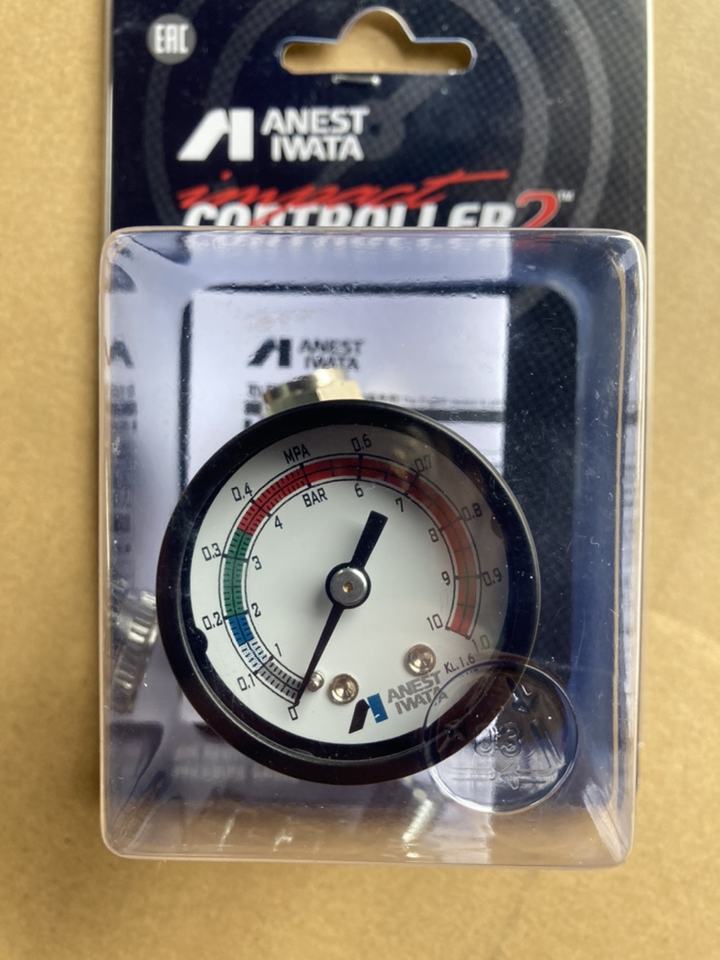 EAC
ANEST
IWATA
impact
CONTROLLER2™
ANEST
IWATA
MPA
BAR
0.6
6
0.7
7
0.4
4
0.8
8
0.3
3
0.9
9
0.2
2
10
1.0
0.1
1
0
KL.1.6
ANEST
IWATA